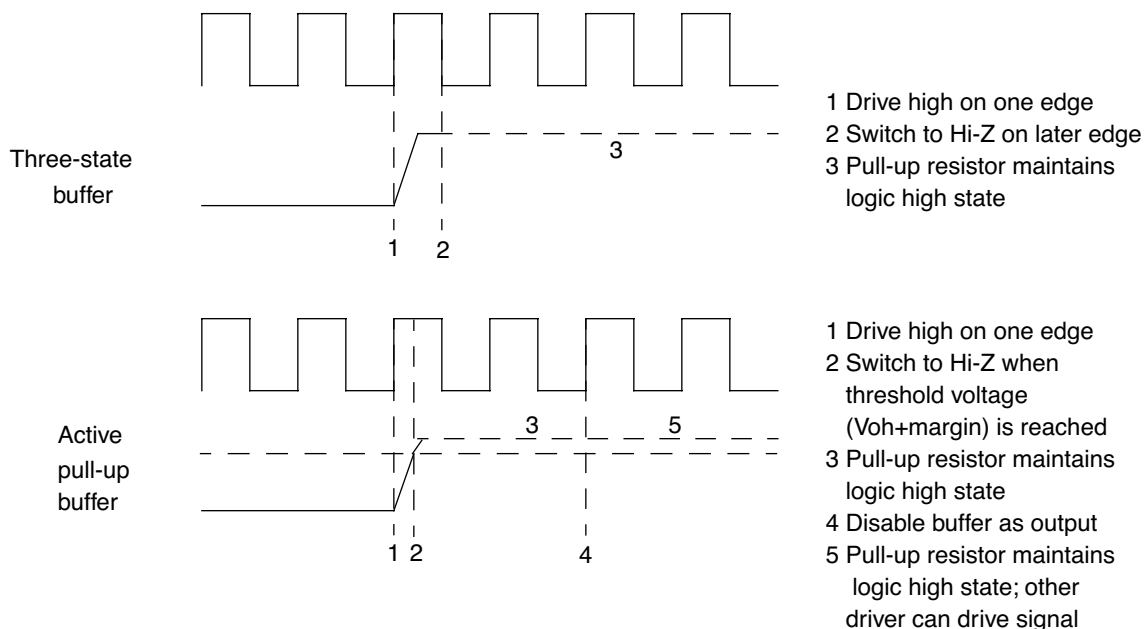 Three-state
buffer
3
1
2
1 Drive high on one edge
2 Switch to Hi-Z on later edge
3 Pull-up resistor maintains
logic high state
Active
pull-up
buffer
3
5
1
2
4
1 Drive high on one edge
2 Switch to Hi-Z when
threshold voltage
(Voh+margin) is reached
3 Pull-up resistor maintains
logic high state
4 Disable buffer as output
5 Pull-up resistor maintains
logic high state; other
driver can drive signal